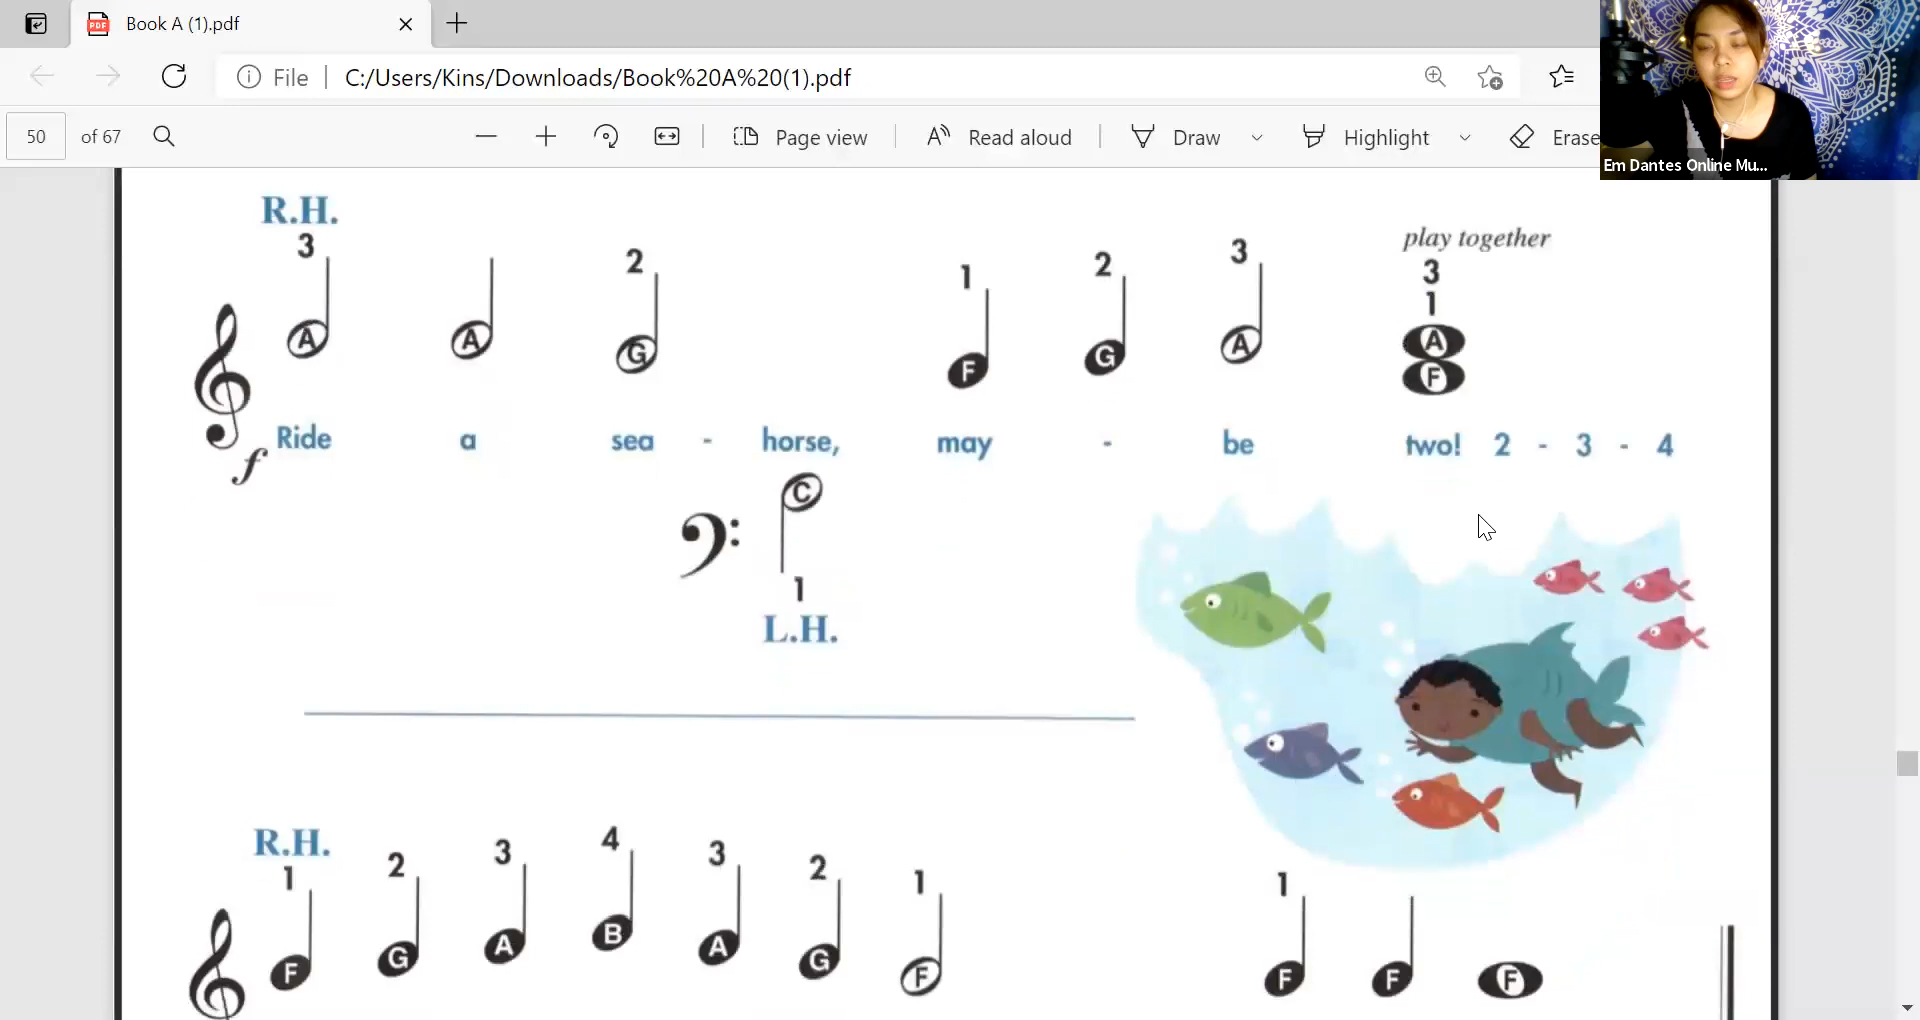 Book A (1).pdf
File | C:/Users/Kins/Downloads/Book%20A%20(1).pdf
50 of 67
Page view
Read aloud
Draw
Highlight
Erase
Em Dantes Online Mu...
R.H.
play together
3 2 1 2 3 3
1
A A G F G A A
F
f Ride a sea - horse, may - be two! 2 - 3 - 4
C
1
L.H.
R.H.
1 2 3 4 3 2 1 1
F G A B A G F F F F